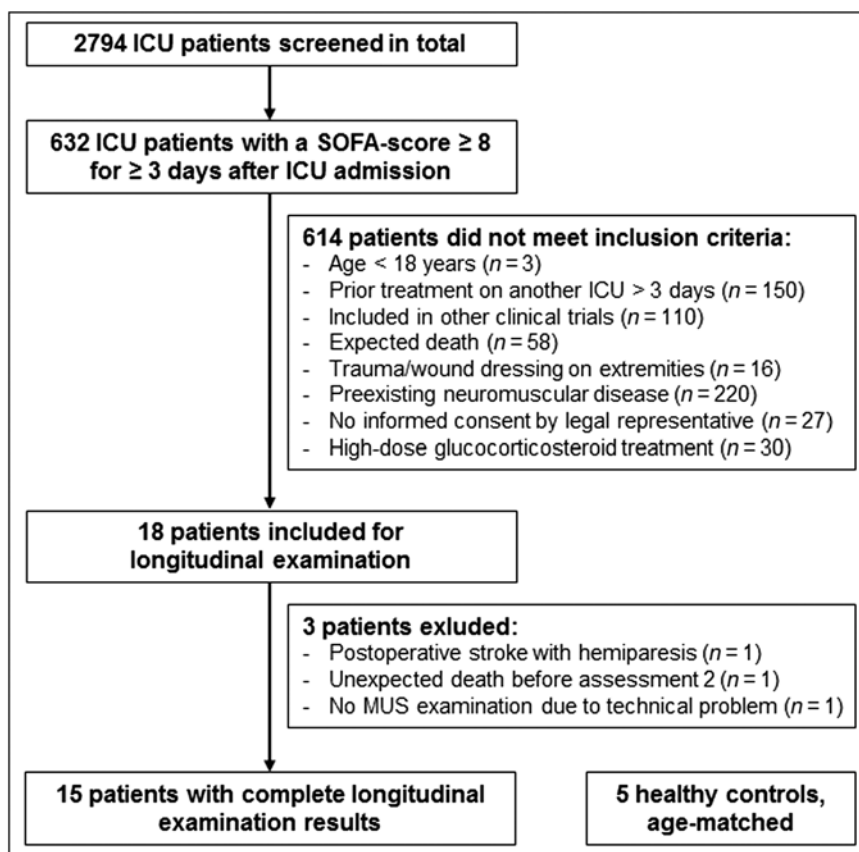 2794 ICU patients screened in total
632 ICU patients with a SOFA-score ≥ 8
for ≥ 3 days after ICU admission
614 patients did not meet inclusion criteria:
- Age < 18 years (n = 3)
- Prior treatment on another ICU > 3 days (n = 150)
- Included in other clinical trials (n = 110)
- Expected death (n = 58)
- Trauma/wound dressing on extremities (n = 16)
- Preexisting neuromuscular disease (n = 220)
- No informed consent by legal representative (n = 27)
- High-dose glucocorticosteroid treatment (n = 30)
18 patients included for
longitudinal examination
3 patients exluded:
- Postoperative stroke with hemiparesis (n = 1)
- Unexpected death before assessment 2 (n = 1)
- No MUS examination due to technical problem (n = 1)
15 patients with complete longitudinal
examination results
5 healthy controls,
age-matched